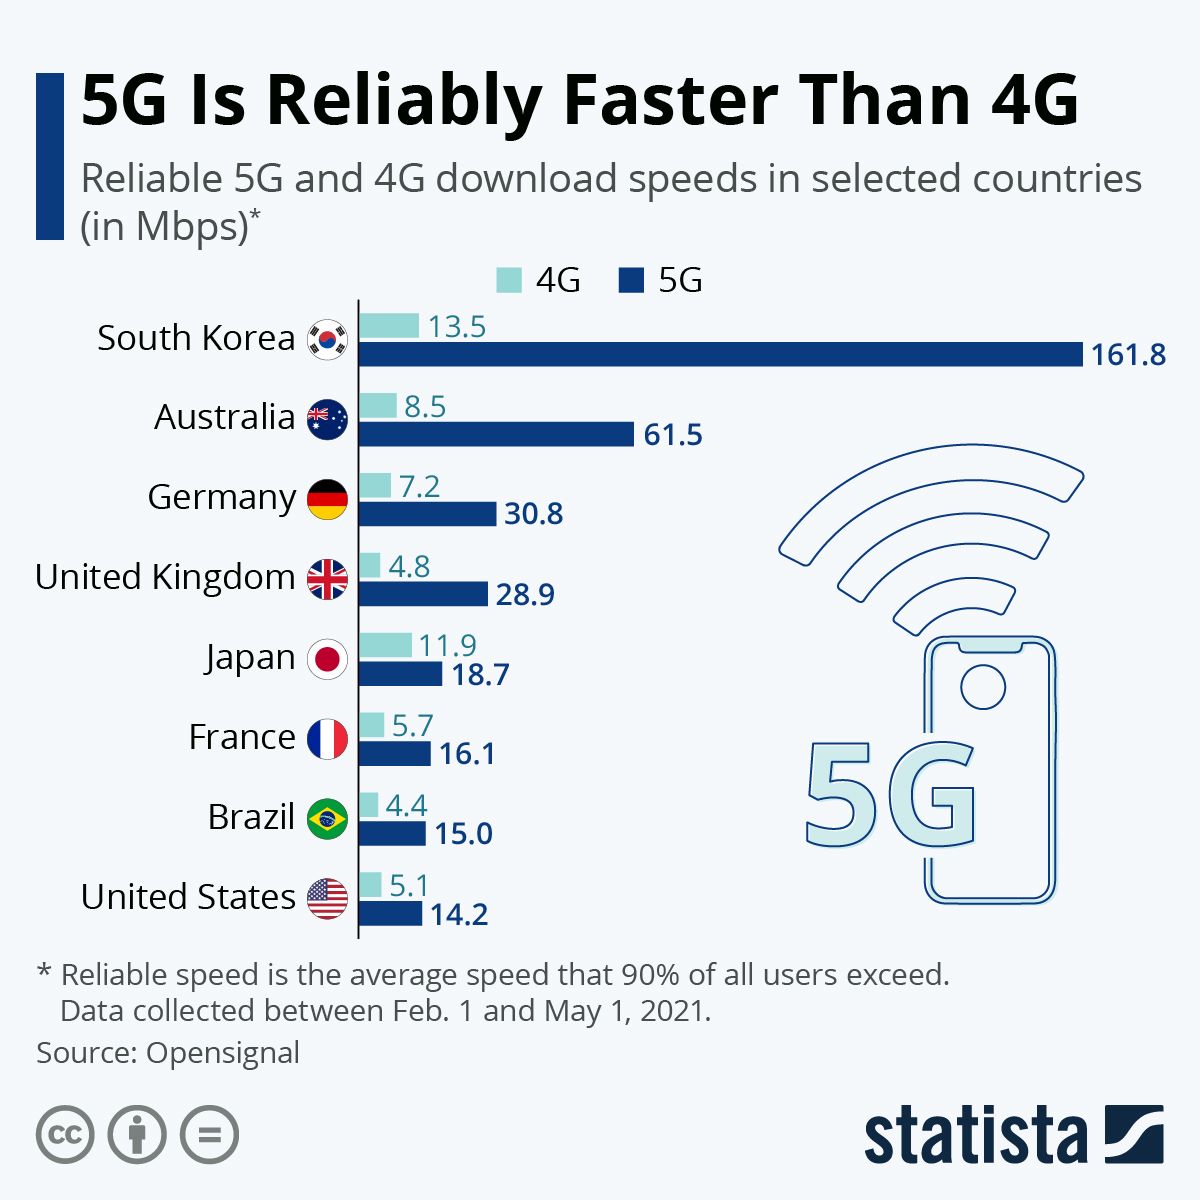 5G Is Reliably Faster Than 4G
Reliable 5G and 4G download speeds in selected countries
(in Mbps)*
4G 5G
South Korea 13.5
161.8
Australia 8.5
61.5
Germany 7.2
30.8
United Kingdom 4.8
28.9
Japan 11.9
18.7
France 5.7
16.1
Brazil 4.4
15.0
United States 5.1
14.2
5G
* Reliable speed is the average speed that 90% of all users exceed.
Data collected between Feb. 1 and May 1, 2021.
Source: Opensignal
cc =
statista